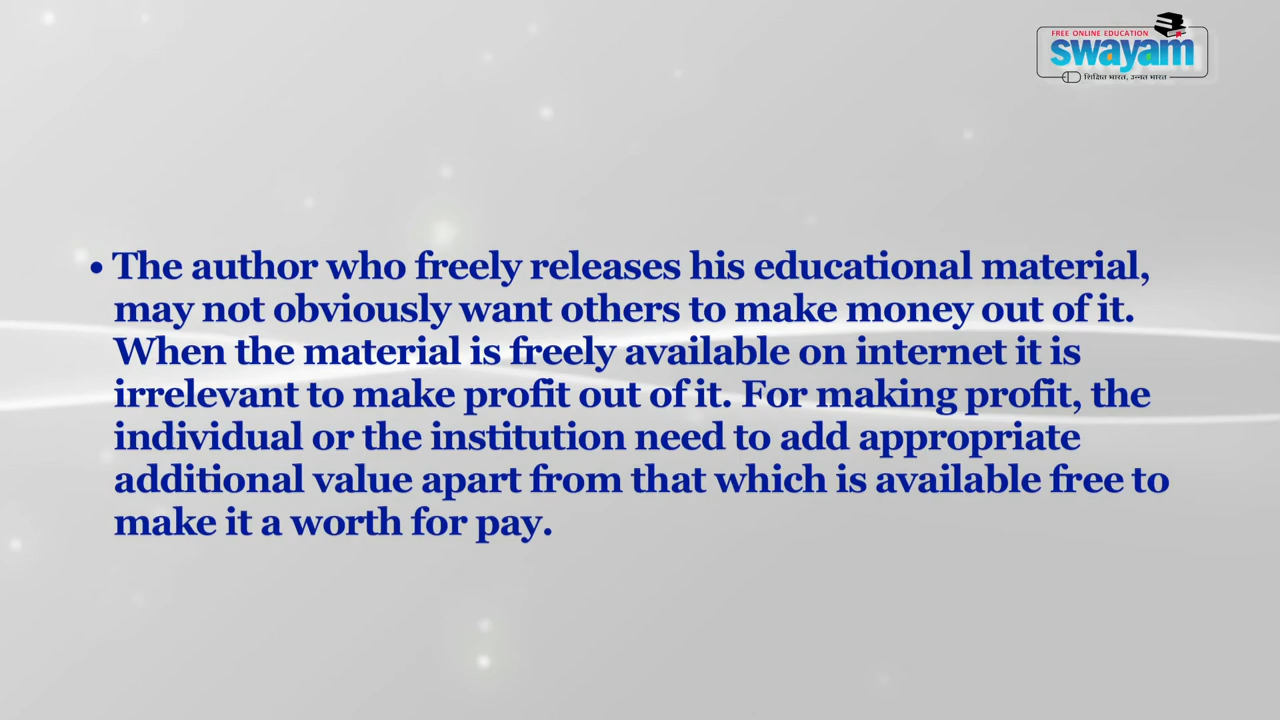 FREE ONLINE EDUCATION
swayam
शिक्षित भारत, उन्नत भारत
• The author who freely releases his educational material,
may not obviously want others to make money out of it.
When the material is freely available on internet it is
irrelevant to make profit out of it. For making profit, the
individual or the institution need to add appropriate
additional value apart from that which is available free to
make it a worth for pay.